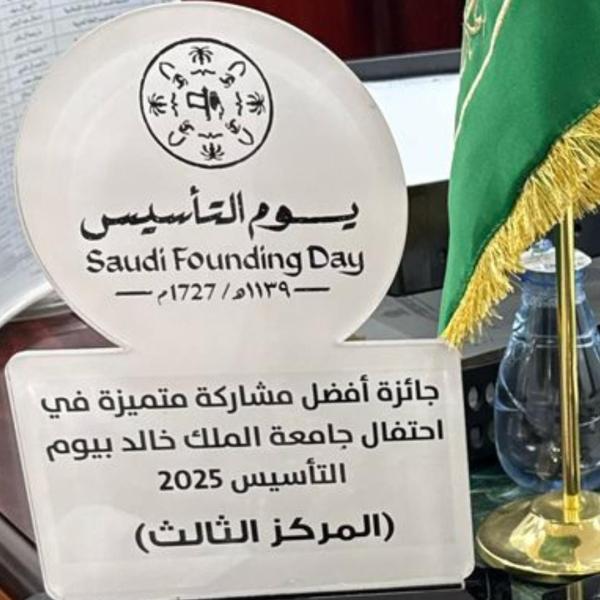 يوم التأسيس
Saudi Founding Day
١١٣٩هـ / 1727م
جائزة أفضل مشاركة متميزة في
احتفال جامعة الملك خالد بيوم
التأسيس 2025
(المركز الثالث)